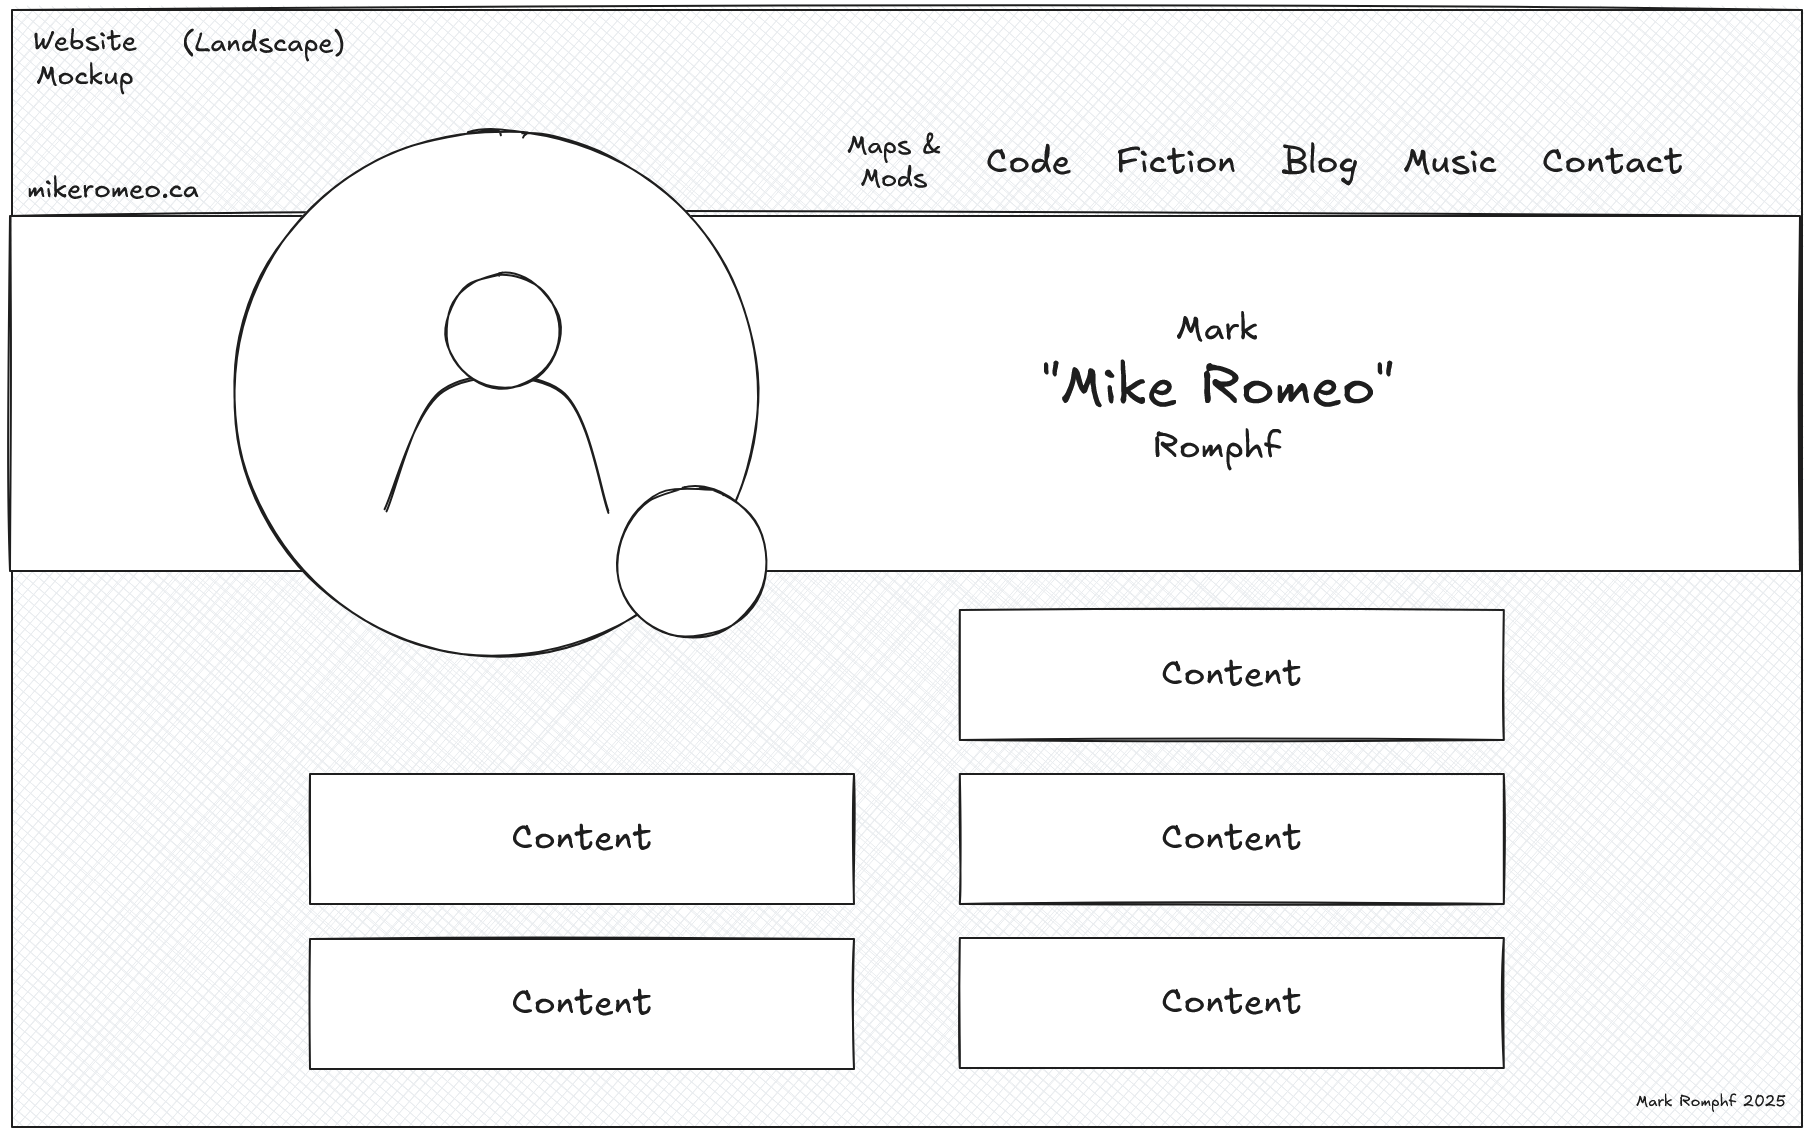 Website (Landscape)
Mockup
mikeromeo.ca
Maps &
Mods
Code Fiction Blog Music Contact
Mark
"Mike Romeo"
Romphf
Content
Content Content
Content Content
Mark Romphf 2025